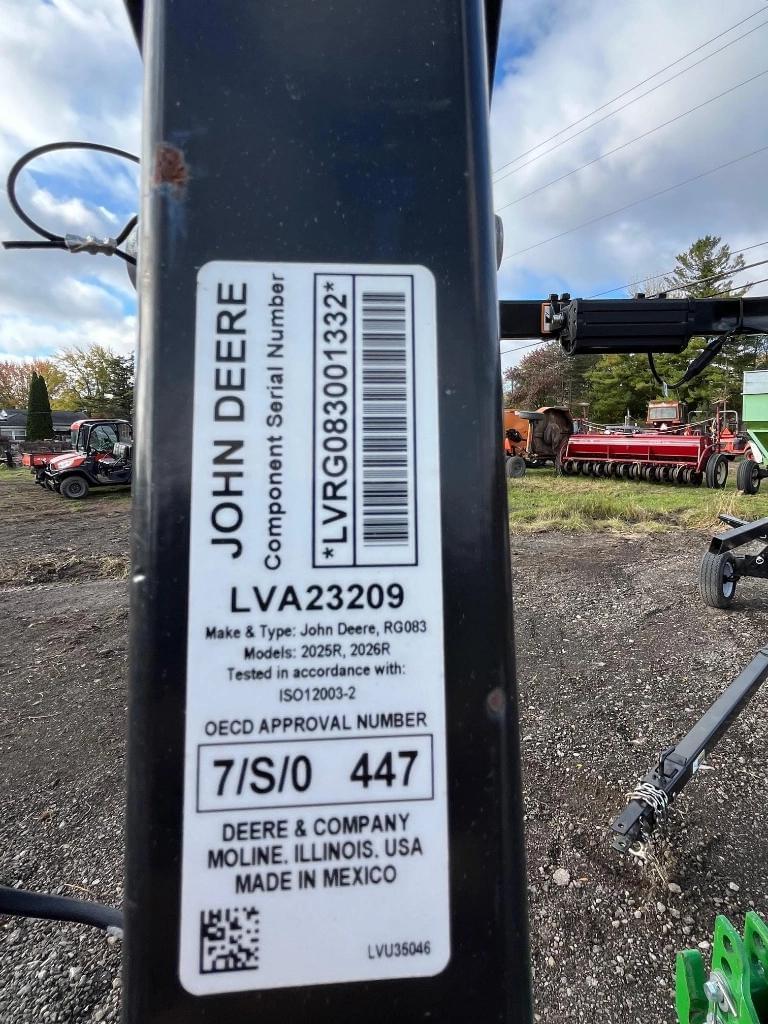 JOHN DEERE
Component Serial Number
*LVRG083001332*
LVA23209
Make & Type: John Deere, RG083
Models: 2025R, 2026R
Tested in accordance with:
ISO12003-2
OECD APPROVAL NUMBER
7/S/0 447
DEERE & COMPANY
MOLINE, ILLINOIS, USA
MADE IN MEXICO
LVU35046